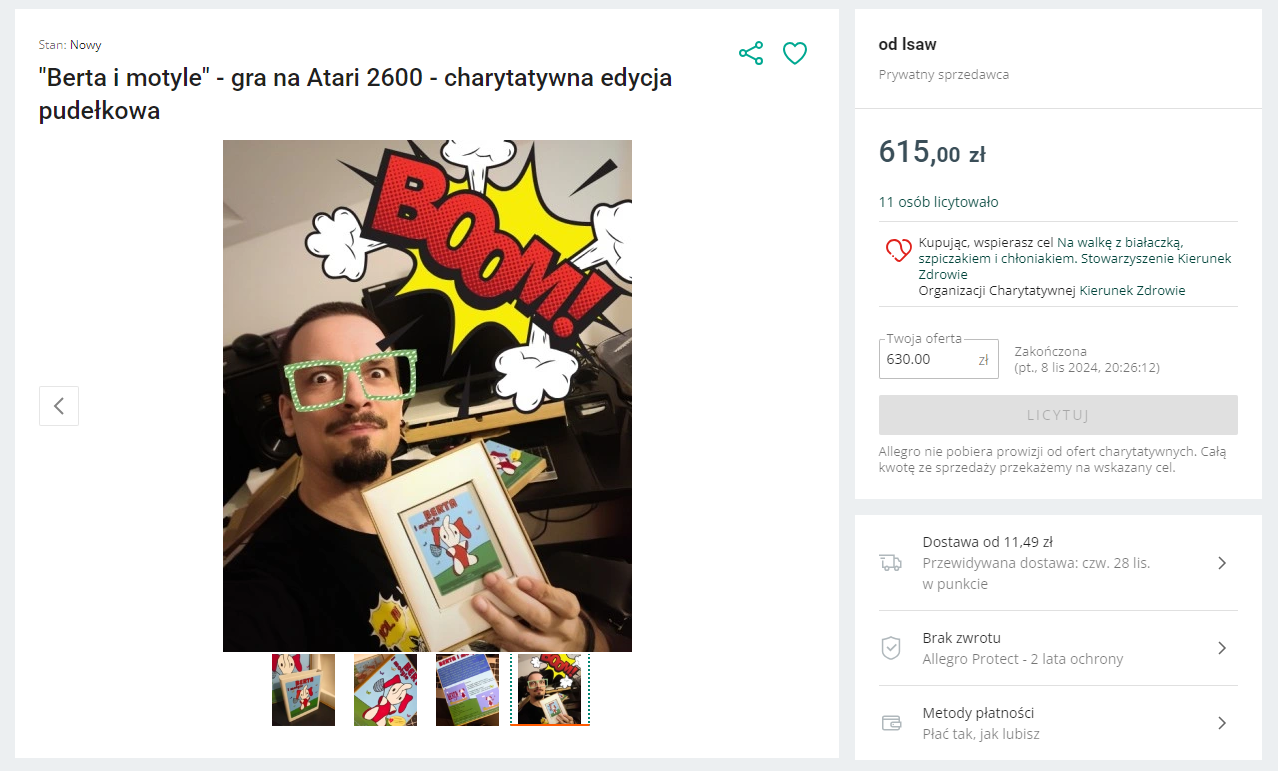 Stan: Nowy
"Berta i motyle" - gra na Atari 2600 - charytatywna edycja
pudełkowa
BOOM!
BERTA
i motyle
od lsaw
Prywatny sprzedawca
615,00 zł
11 osób licytowało
Kupując, wspierasz cel Na walkę z białaczką,
szpiczakiem i chłoniakiem. Stowarzyszenie Kierunek
Zdrowie
Organizacji Charytatywnej Kierunek Zdrowie
Twoja oferta
630.00 zł
Zakończona
(pt., 8 lis 2024, 20:26:12)
LICYTUJ
Allegro nie pobiera prowizji od ofert charytatywnych. Całą
kwotę ze sprzedaży przekażemy na wskazany cel.
Dostawa od 11,49 zł
Przewidywana dostawa: czw. 28 lis.
w punkcie
Brak zwrotu
Allegro Protect - 2 lata ochrony
Metody płatności
Płać tak, jak lubisz